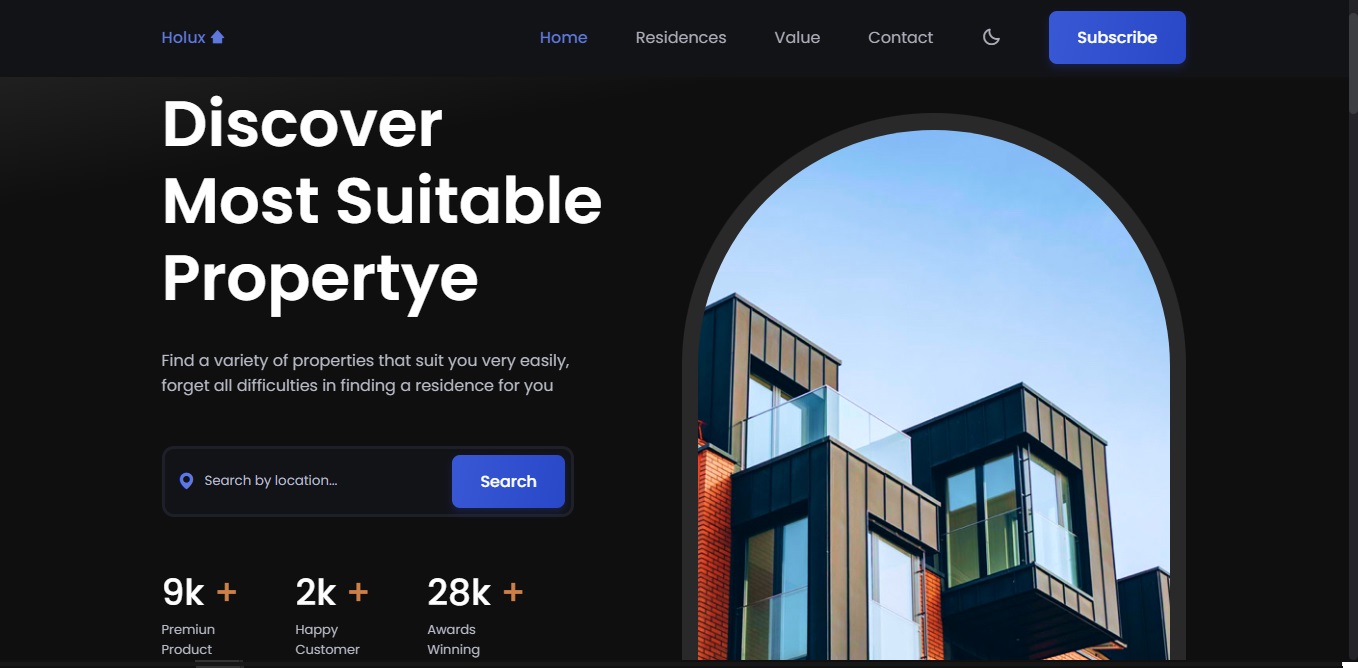 Holux
Home Residences Value Contact Subscribe
Discover
Most Suitable
Propertye
Find a variety of properties that suit you very easily,
forget all difficulties in finding a residence for you
Search by location...
Search
9k + 2k + 28k +
Premiun Happy Awards
Product Customer Winning